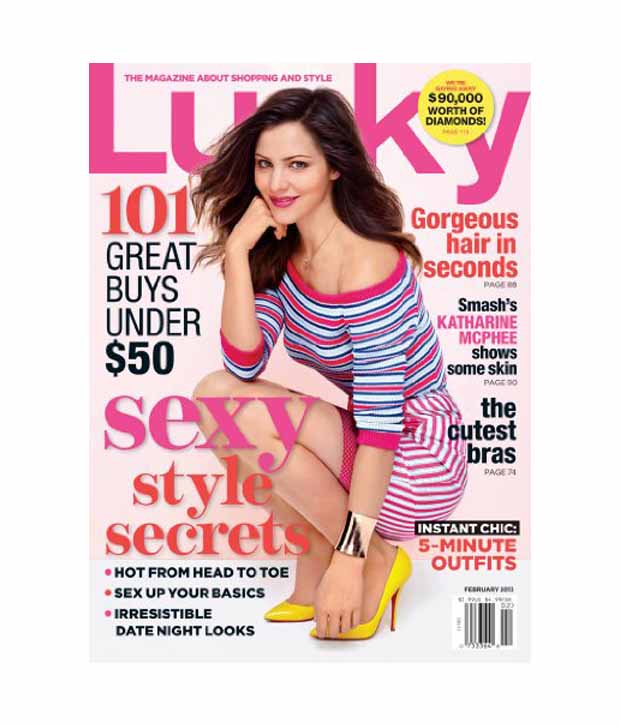 THE MAGAZINE ABOUT SHOPPING AND STYLE
Lucky
WE'RE
GIVING AWAY
$90,000
WORTH OF
DIAMONDS!
PAGE 113
101
GREAT
BUYS
UNDER
$50
Gorgeous
hair in
seconds
PAGE 88
Smash's
KATHARINE
MCPHEE
shows
some skin
PAGE 90
the
cutest
bras
PAGE 74
sexy
style
secrets
• HOT FROM HEAD TO TOE
• SEX UP YOUR BASICS
• IRRESISTIBLE
DATE NIGHT LOOKS
INSTANT CHIC:
5-MINUTE
OUTFITS
FEBRUARY 2013